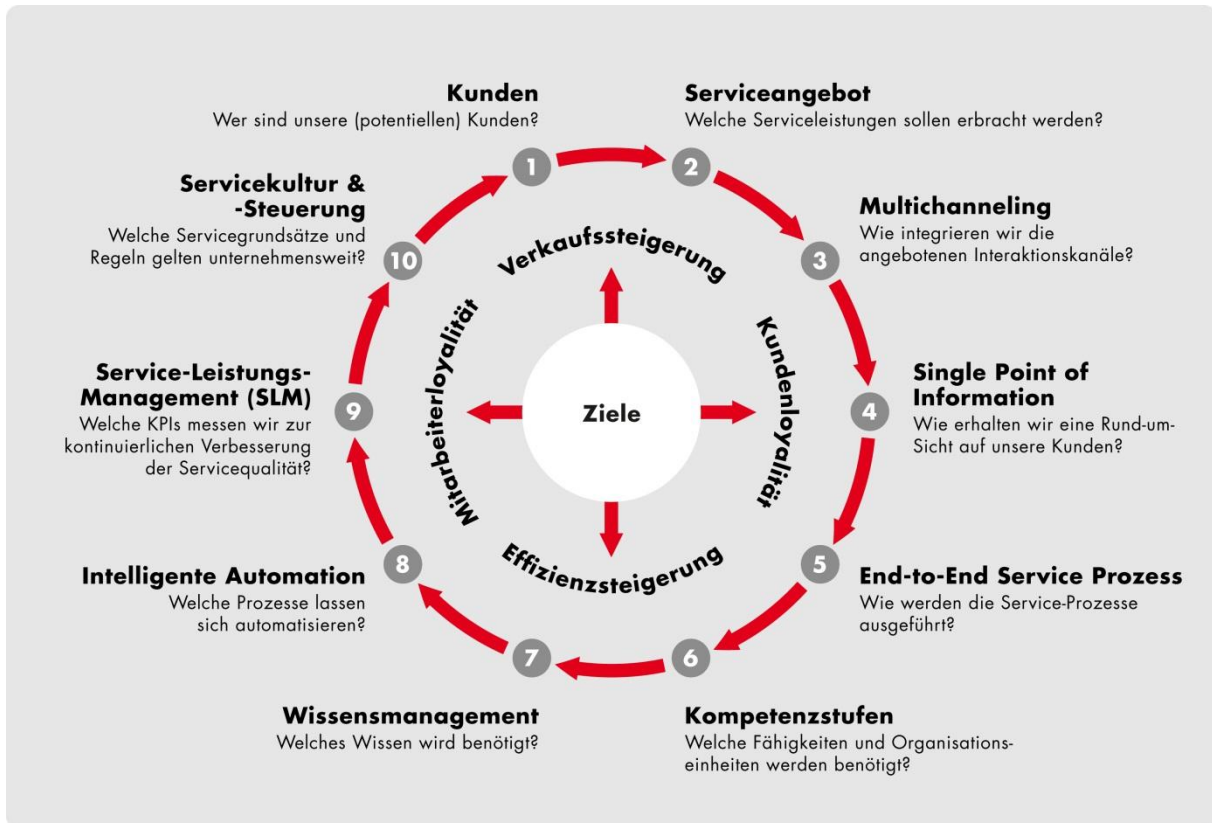 Kunden
Wer sind unsere (potentiellen) Kunden?
1
Serviceangebot
Welche Serviceleistungen sollen erbracht werden?
2
Multichanneling
Wie integrieren wir die
angebotenen Interaktionskanäle?
3
Single Point of
Information
Wie erhalten wir eine Rund-um-
Sicht auf unsere Kunden?
4
End-to-End Service Prozess
Wie werden die Service-Prozesse
ausgeführt?
5
Kompetenzstufen
Welche Fähigkeiten und Organisations-
einheiten werden benötigt?
6
Wissensmanagement
Welches Wissen wird benötigt?
7
Intelligente Automation
Welche Prozesse lassen
sich automatisieren?
8
Service-Leistungs-
Management (SLM)
Welche KPIs messen wir zur
kontinuierlichen Verbesserung
der Servicequalität?
9
Servicekultur &
-Steuerung
Welche Servicegrundsätze und
Regeln gelten unternehmensweit?
10
Verkaufssteigerung
Kundenloyalität
Effizienzsteigerung
Mitarbeiterloyalität
Ziele